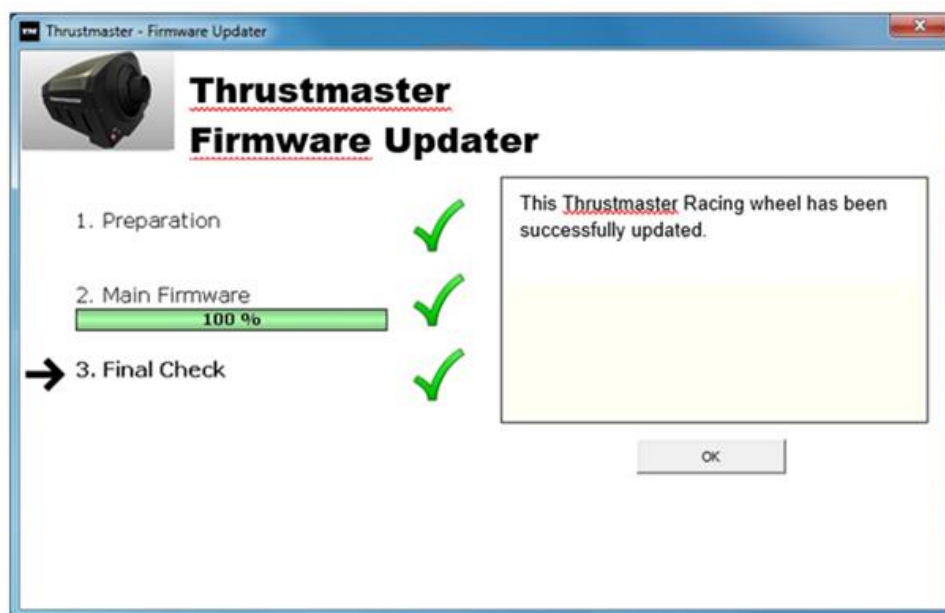 Thrustmaster - Firmware Updater
Thrustmaster
Firmware Updater
1. Preparation
2. Main Firmware
100 %
3. Final Check
This Thrustmaster Racing wheel has been
successfully updated.
OK